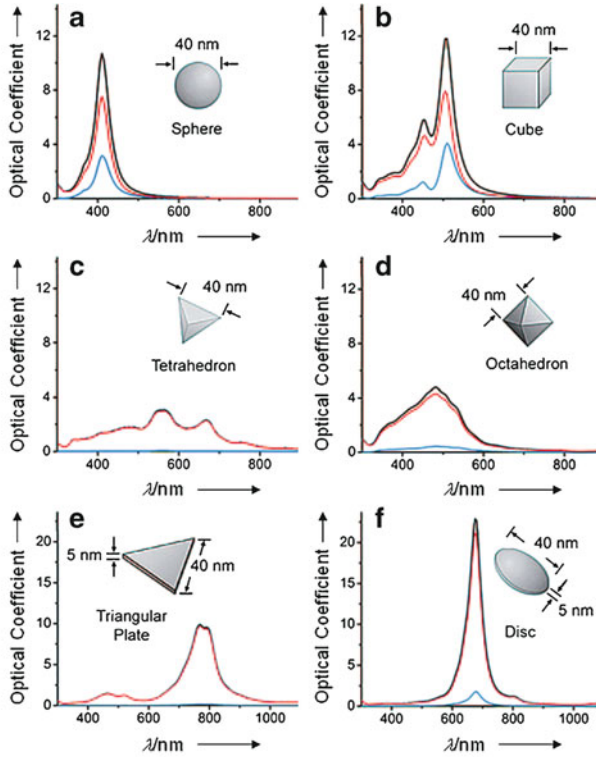 a
Optical Coefficient
12
8
4
0
40 nm
Sphere
400 600 800
λ/nm
b
Optical Coefficient
12
8
4
0
40 nm
Cube
400 600 800
λ/nm
c
Optical Coefficient
12
8
4
0
40 nm
Tetrahedron
400 600 800
λ/nm
d
Optical Coefficient
12
8
4
0
40 nm
Octahedron
400 600 800
λ/nm
e
Optical Coefficient
20
15
10
5
0
5 nm
40 nm
Triangular
Plate
400 600 800 1000
λ/nm
f
Optical Coefficient
20
15
10
5
0
40 nm
5 nm
Disc
400 600 800 1000
λ/nm